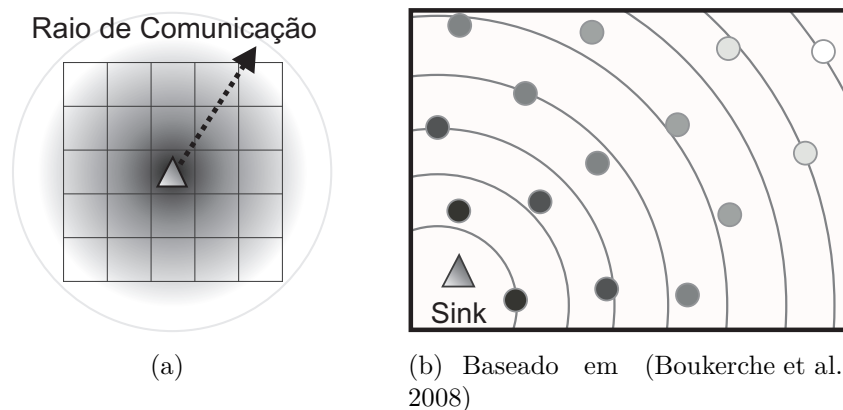 Raio de Comunicação
Sink
(a)
(b) Baseado em (Boukerche et al.
2008)